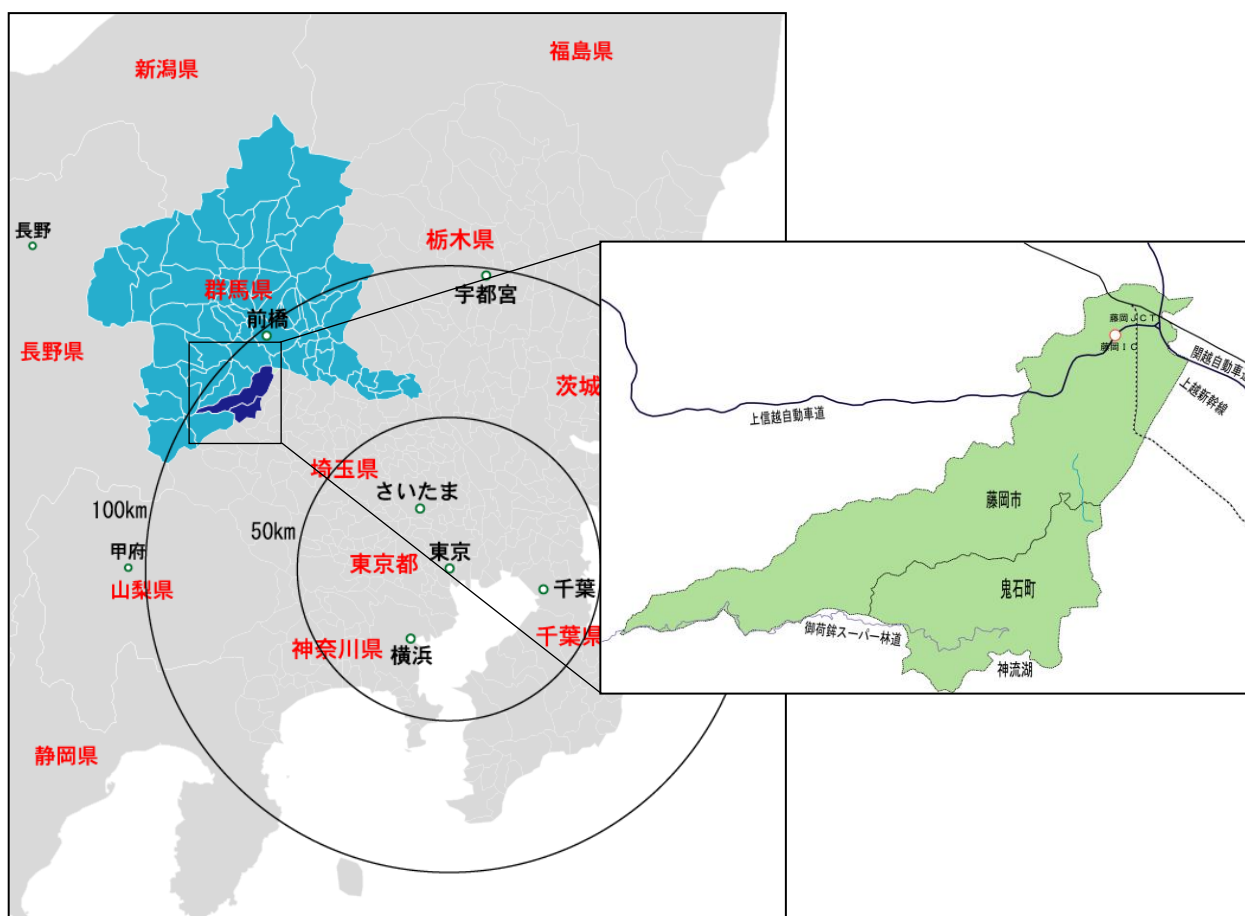 福島県
新潟県
長野
栃木県
宇都宮
群馬県
前橋
長野県
茨城
埼玉県
さいたま
100km
50km
甲府
山梨県
東京都
東京
千葉
千葉県
神奈川県
横浜
静岡県
藤岡JCT
藤岡IC
関越自動車道
上越新幹線
上信越自動車道
藤岡市
鬼石町
御荷鉾スーパー林道
神流湖